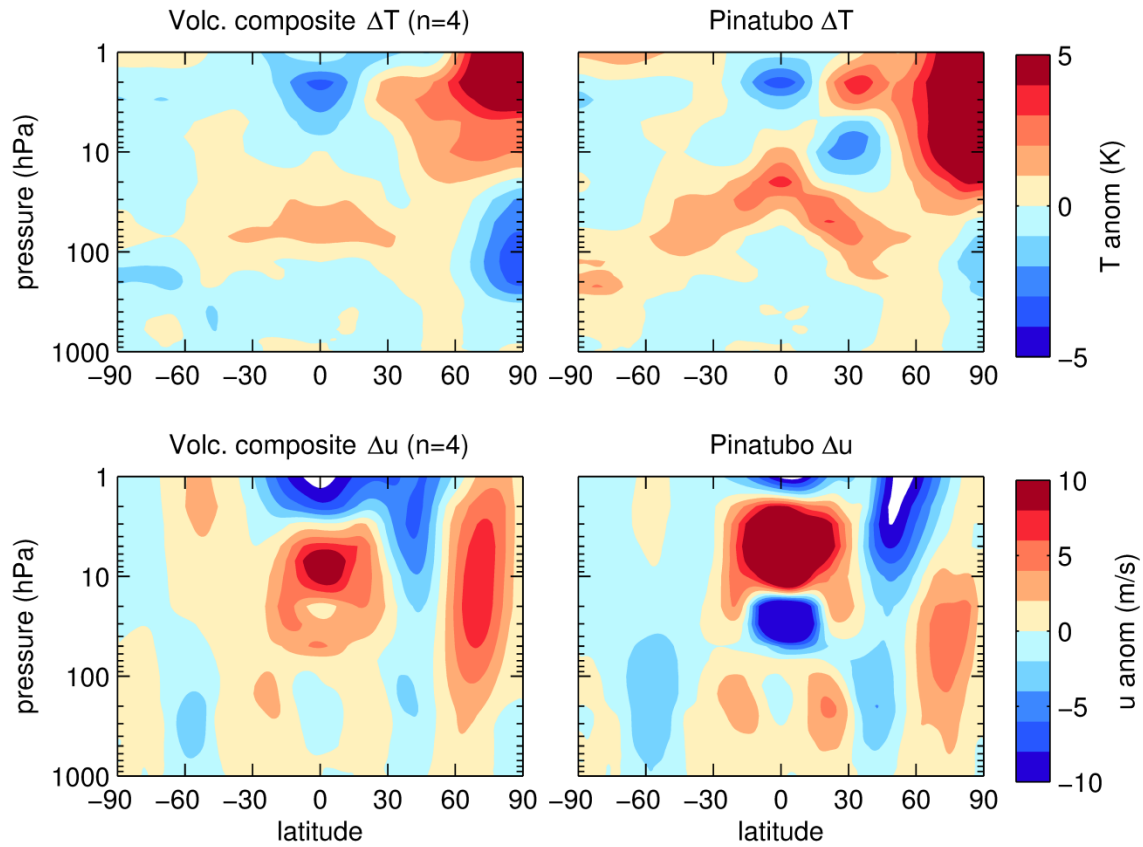 Volc. composite ΔT (n=4)
Pinatubo ΔT
pressure (hPa)
1
10
100
1000
−90 −60 −30 0 30 60 90
−90 −60 −30 0 30 60 90
5
0
−5
T anom (K)
Volc. composite Δu (n=4)
Pinatubo Δu
pressure (hPa)
1
10
100
1000
−90 −60 −30 0 30 60 90
latitude
−90 −60 −30 0 30 60 90
latitude
10
5
0
−5
−10
u anom (m/s)